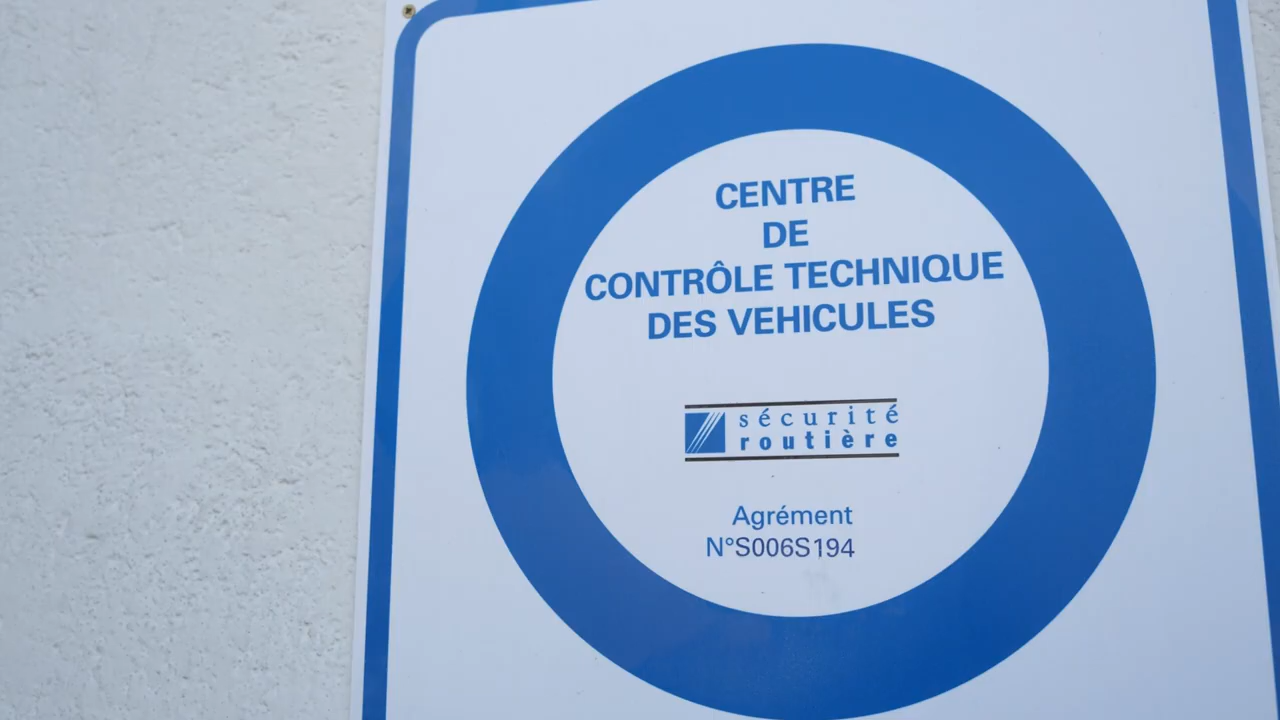 CENTRE
DE
CONTRÔLE TECHNIQUE
DES VEHICULES
sécurité
routière
Agrément
N°S006S194